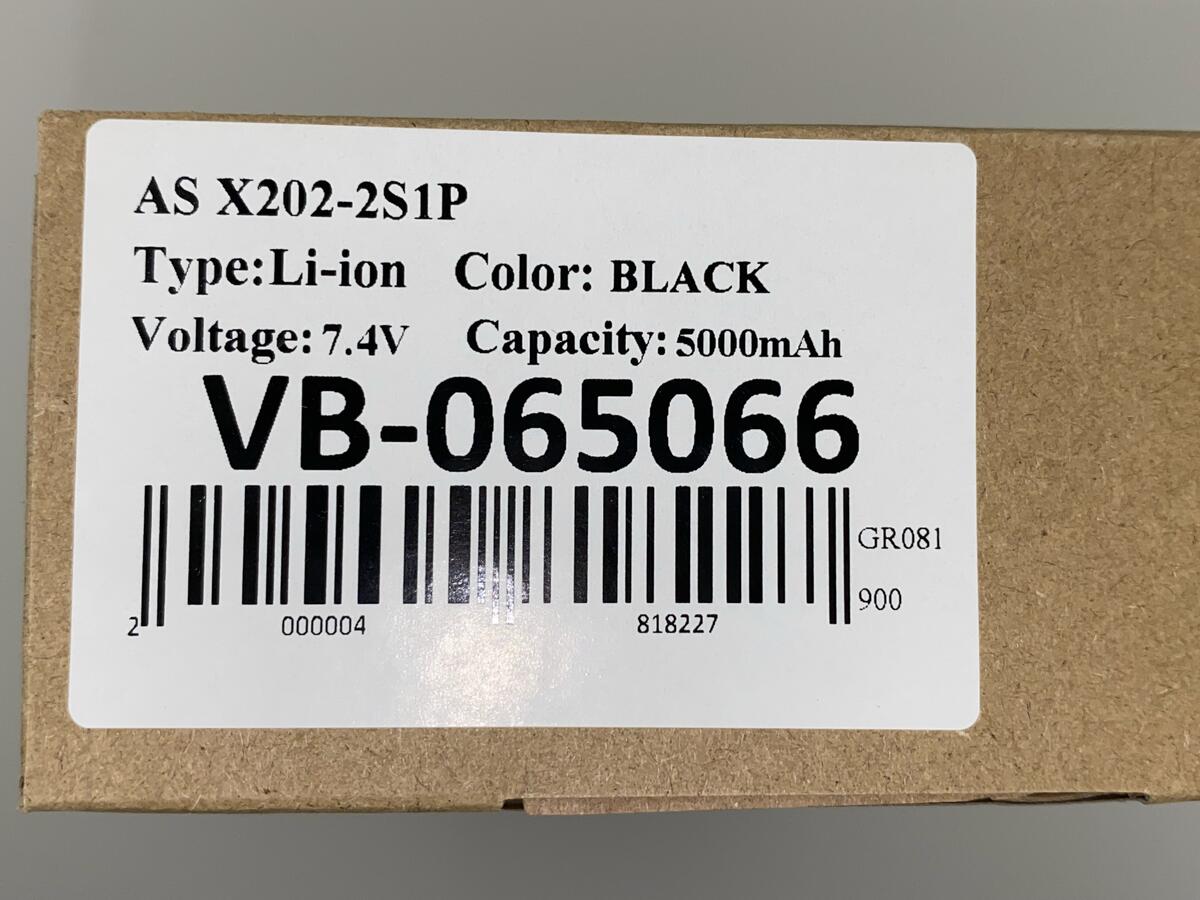 AS X202-2S1P
Type:Li-ion Color: BLACK
Voltage: 7.4V Capacity: 5000mAh
VB-065066
GR081
900
2 000004 818227